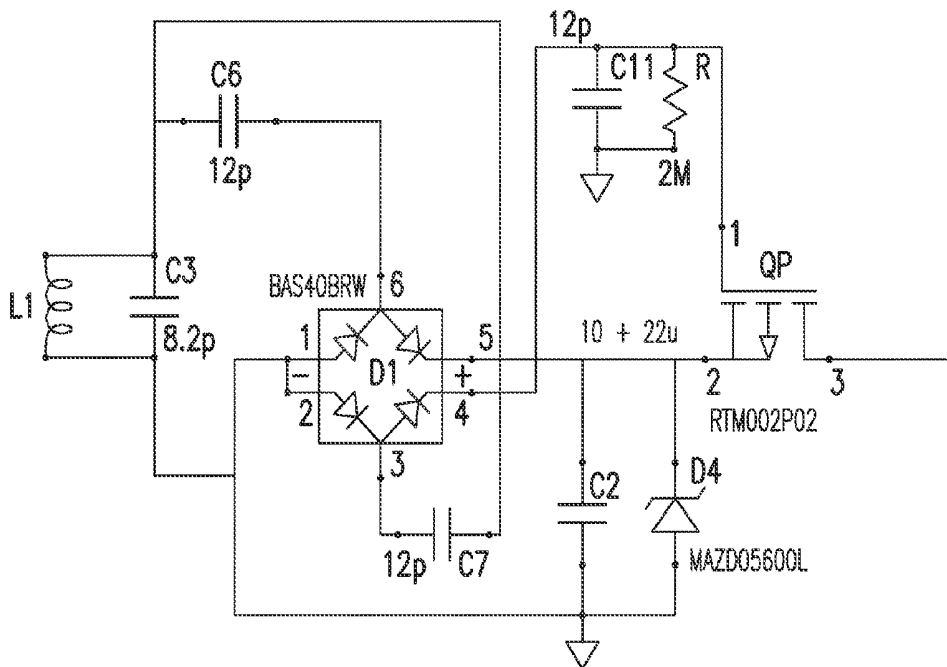 12p
C11
R
C6
12p
2M
1
QP
C3
L1
8.2p
BAS40BRW
6
1
5
10 + 22u
D1
-
+
2
4
2
3
3
RTM002P02
C2
D4
12p
C7
MAZD05600L